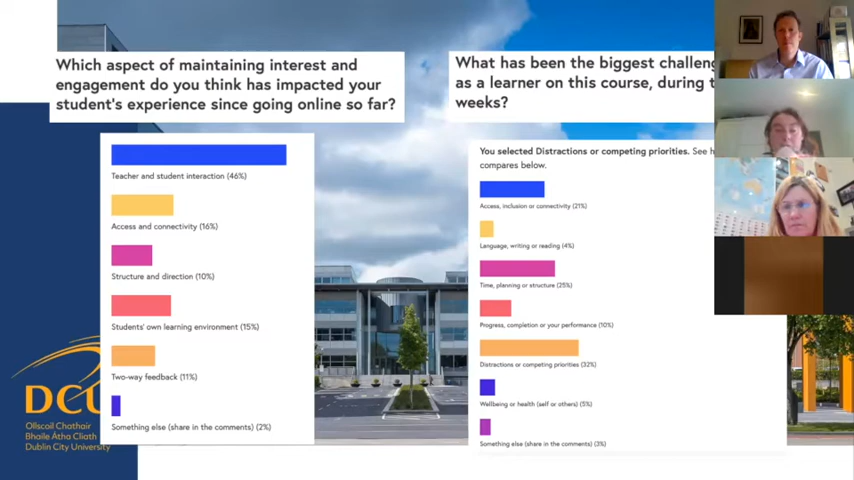 Which aspect of maintaining interest and
engagement do you think has impacted your
student's experience since going online so far?
Teacher and student interaction (46%)
Access and connectivity (16%)
Structure and direction (10%)
Students' own learning environment (15%)
Two-way feedback (11%)
Something else (share in the comments) (2%)
What has been the biggest
as a learner on this course, during
weeks?
You selected Distractions or competing priorities. See
compares below.
Access, inclusion or connectivity (21%)
Language, writing or reading (4%)
Time, planning or structure (25%)
Progress, completion or your performance (10%)
Distractions or competing priorities (32%)
Wellbeing or health (self or others) (5%)
Something else (share in the comments) (3%)
DCU
Ollscoil Chathair
Bhaile Átha Cliath
Dublin City University